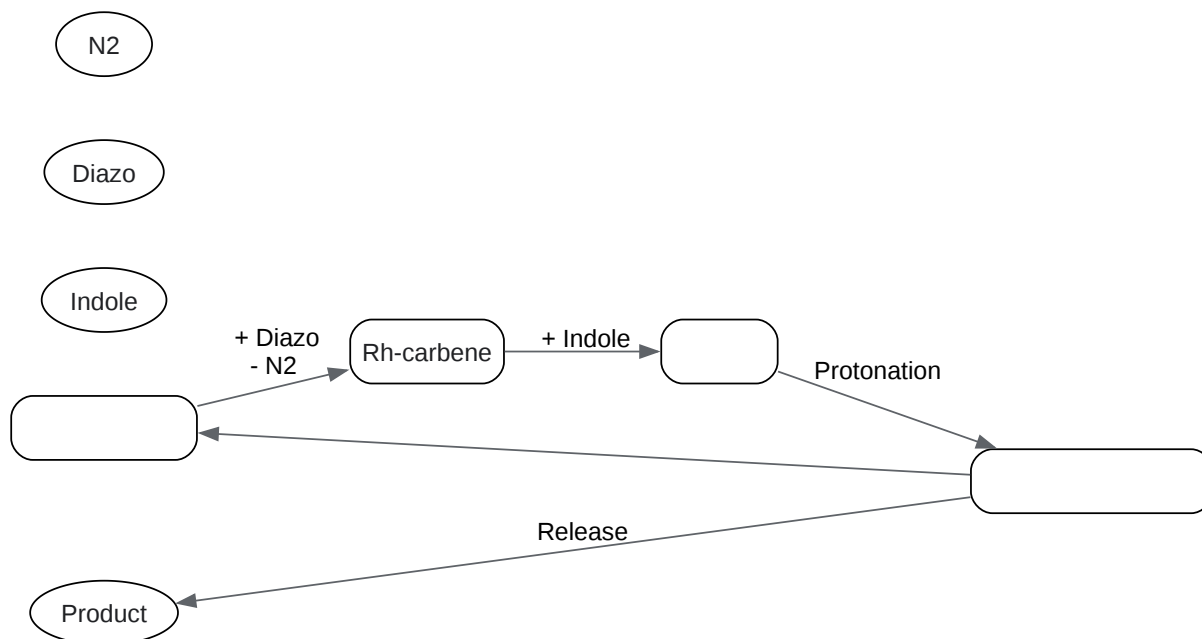 N2
Diazo
Indole
+ Diazo
- N2
Rh-carbene
+ Indole
Protonation
Release
Product